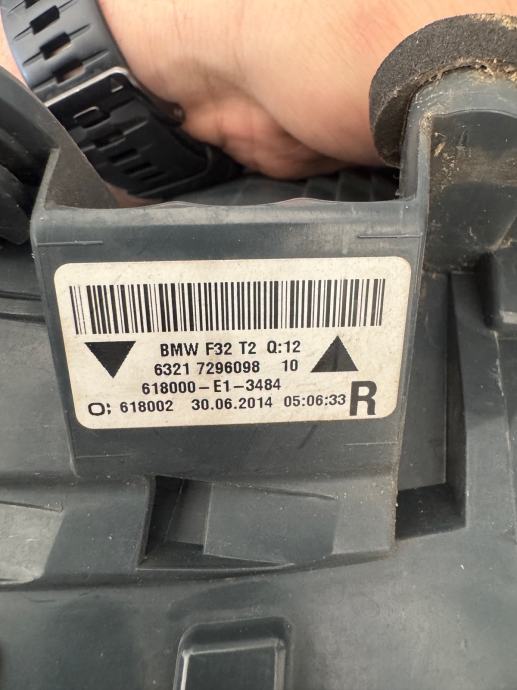 BMW F32 T2 Q:12
6321 7296098 10
618000-E1-3484
O; 618002 30.06.2014 05:06:33 R